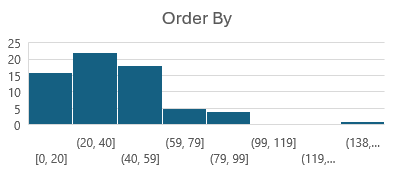 Order By
25
20
15
10
5
0
(20, 40] (59, 79] (99, 119] (138,...
[0, 20] (40, 59] (79, 99] (119,...